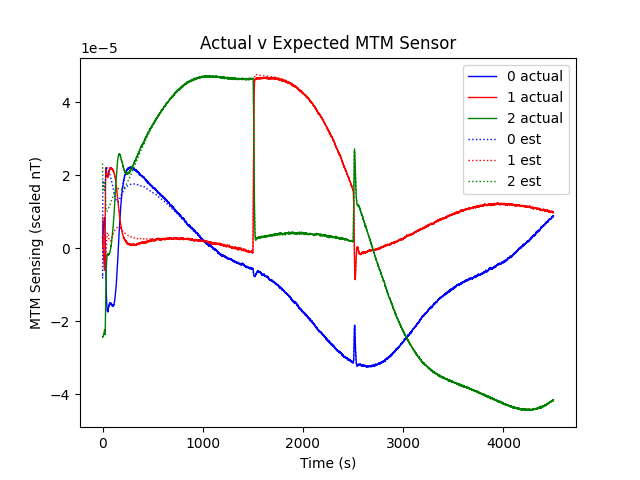 Actual v Expected MTM Sensor
1e−5
MTM Sensing (scaled nT)
4
2
0
−2
−4
0
1000
2000
3000
4000
Time (s)
0 actual
1 actual
2 actual
0 est
1 est
2 est